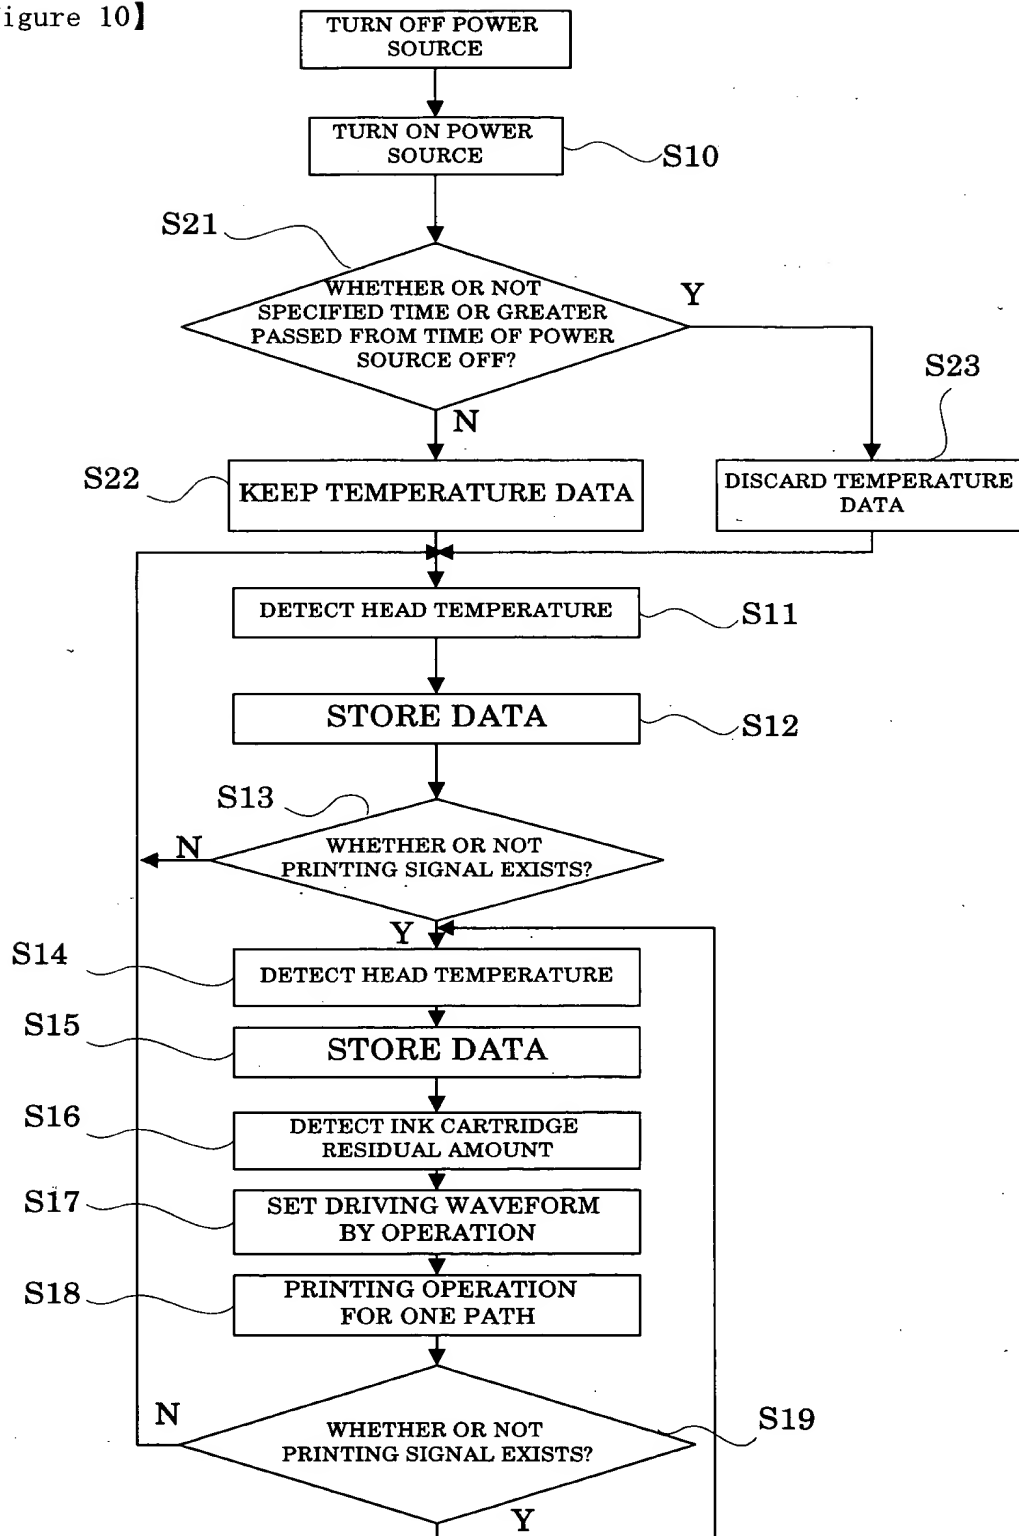 igure 10】
TURN OFF POWER
SOURCE
TURN ON POWER
SOURCE
S10
S21
WHETHER OR NOT
SPECIFIED TIME OR GREATER
PASSED FROM TIME OF POWER
SOURCE OFF?
Y
S23
N
S22
KEEP TEMPERATURE DATA
DISCARD TEMPERATURE
DATA
DETECT HEAD TEMPERATURE
S11
STORE DATA
S12
S13
WHETHER OR NOT
PRINTING SIGNAL EXISTS?
N
Y
S14
DETECT HEAD TEMPERATURE
S15
STORE DATA
S16
DETECT INK CARTRIDGE
RESIDUAL AMOUNT
S17
SET DRIVING WAVEFORM
BY OPERATION
S18
PRINTING OPERATION
FOR ONE PATH
N
WHETHER OR NOT
PRINTING SIGNAL EXISTS?
S19
Y